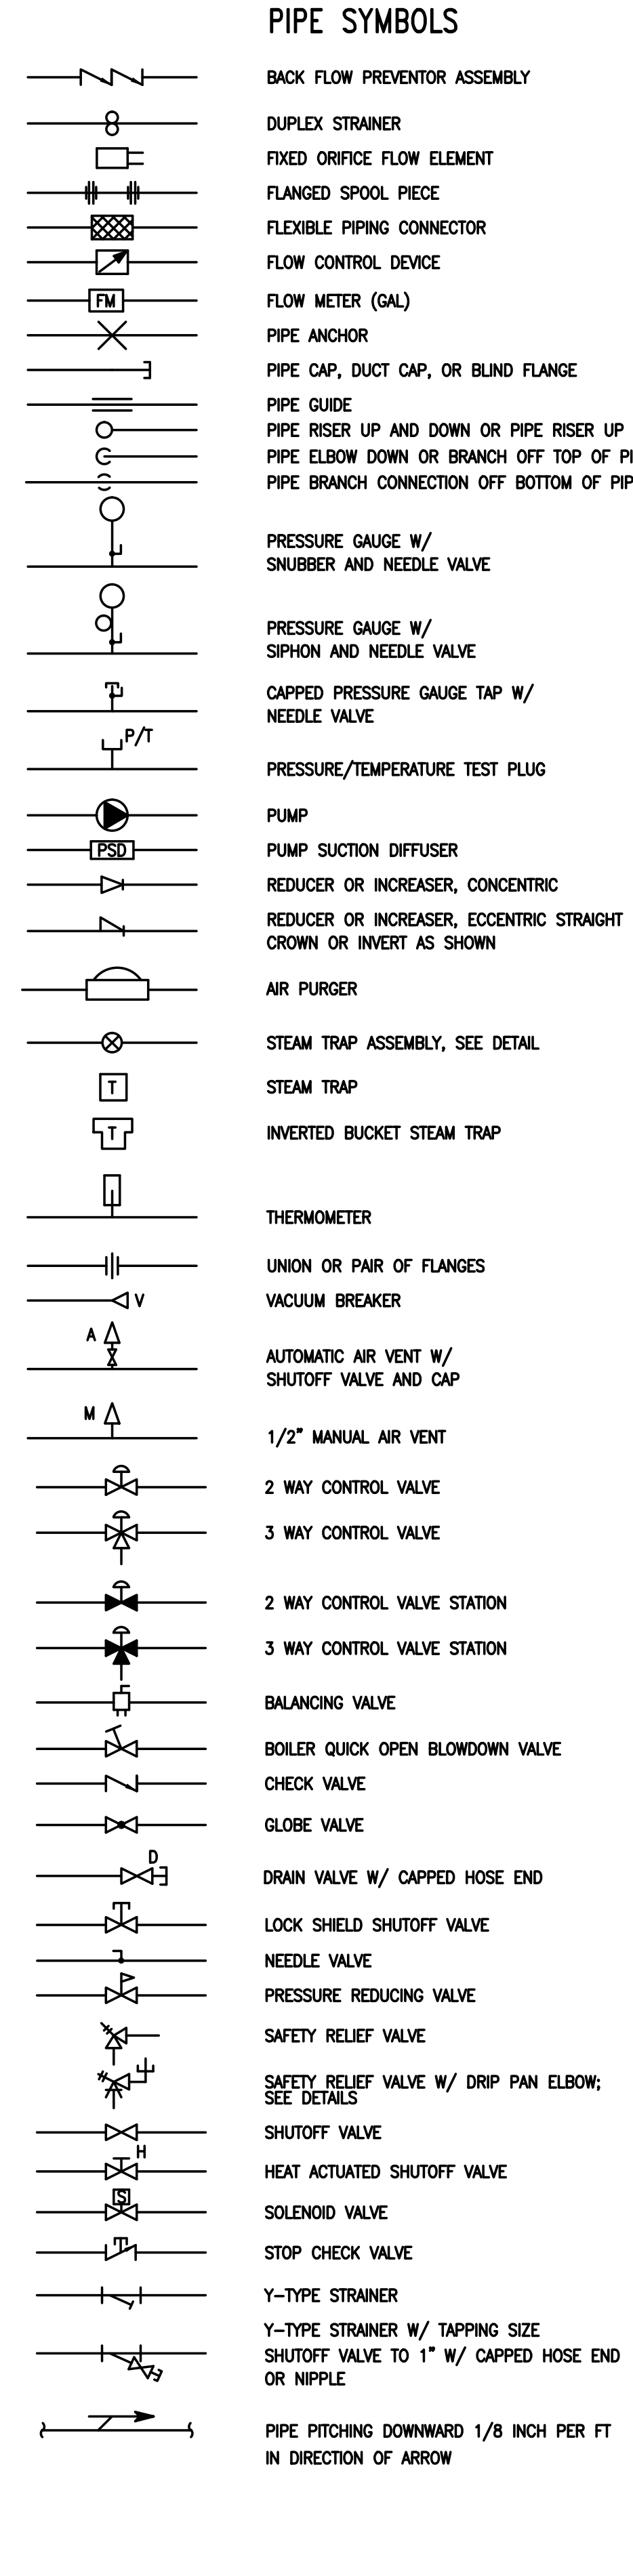 PIPE SYMBOLS
BACK FLOW PREVENTOR ASSEMBLY
DUPLEX STRAINER
FIXED ORIFICE FLOW ELEMENT
FLANGED SPOOL PIECE
FLEXIBLE PIPING CONNECTOR
FLOW CONTROL DEVICE
FM FLOW METER (GAL)
PIPE ANCHOR
PIPE CAP, DUCT CAP, OR BLIND FLANGE
PIPE GUIDE
PIPE RISER UP AND DOWN OR PIPE RISER UP
PIPE ELBOW DOWN OR BRANCH OFF TOP OF PI
PIPE BRANCH CONNECTION OFF BOTTOM OF PIP
PRESSURE GAUGE W/
SNUBBER AND NEEDLE VALVE
PRESSURE GAUGE W/
SIPHON AND NEEDLE VALVE
CAPPED PRESSURE GAUGE TAP W/
NEEDLE VALVE
P/T
PRESSURE/TEMPERATURE TEST PLUG
PUMP
PSD PUMP SUCTION DIFFUSER
REDUCER OR INCREASER, CONCENTRIC
REDUCER OR INCREASER, ECCENTRIC STRAIGHT
CROWN OR INVERT AS SHOWN
AIR PURGER
STEAM TRAP ASSEMBLY, SEE DETAIL
T STEAM TRAP
T INVERTED BUCKET STEAM TRAP
THERMOMETER
UNION OR PAIR OF FLANGES
V VACUUM BREAKER
A
AUTOMATIC AIR VENT W/
SHUTOFF VALVE AND CAP
M
1/2" MANUAL AIR VENT
2 WAY CONTROL VALVE
3 WAY CONTROL VALVE
2 WAY CONTROL VALVE STATION
3 WAY CONTROL VALVE STATION
BALANCING VALVE
BOILER QUICK OPEN BLOWDOWN VALVE
CHECK VALVE
GLOBE VALVE
D
DRAIN VALVE W/ CAPPED HOSE END
LOCK SHIELD SHUTOFF VALVE
NEEDLE VALVE
PRESSURE REDUCING VALVE
SAFETY RELIEF VALVE
SAFETY RELIEF VALVE W/ DRIP PAN ELBOW;
SEE DETAILS
SHUTOFF VALVE
H
HEAT ACTUATED SHUTOFF VALVE
S
SOLENOID VALVE
STOP CHECK VALVE
Y-TYPE STRAINER
Y-TYPE STRAINER W/ TAPPING SIZE
SHUTOFF VALVE TO 1" W/ CAPPED HOSE END
OR NIPPLE
PIPE PITCHING DOWNWARD 1/8 INCH PER FT
IN DIRECTION OF ARROW